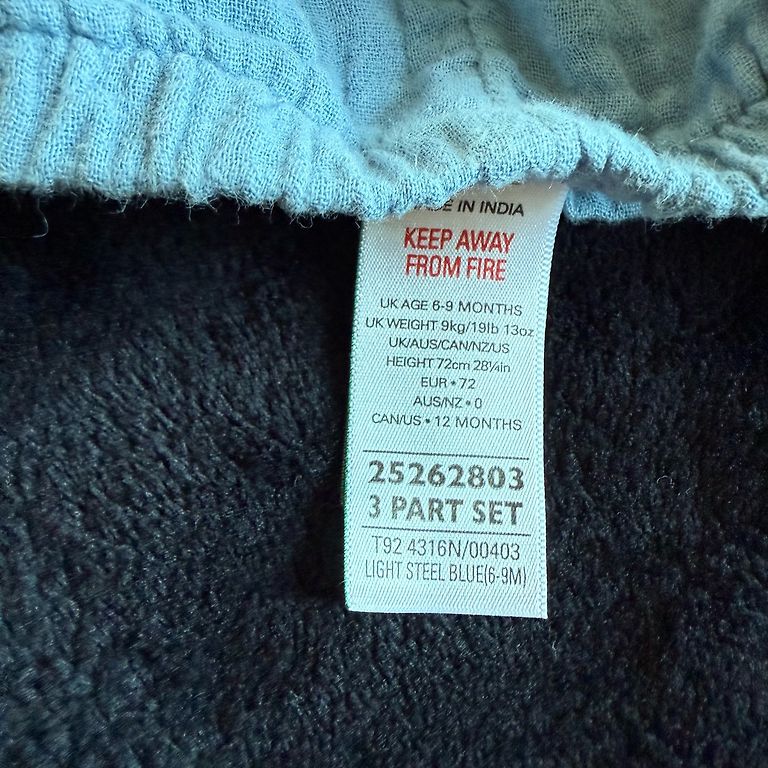 IN INDIA
KEEP AWAY
FROM FIRE
UK AGE 6-9 MONTHS
UK WEIGHT 9kg/19lb 13oz
UK/AUS/CAN/NZ/US
HEIGHT 72cm 28¼in
EUR • 72
AUS/NZ • 0
CAN/US • 12 MONTHS
25262803
3 PART SET
T92 4316N/00403
LIGHT STEEL BLUE(6-9M)